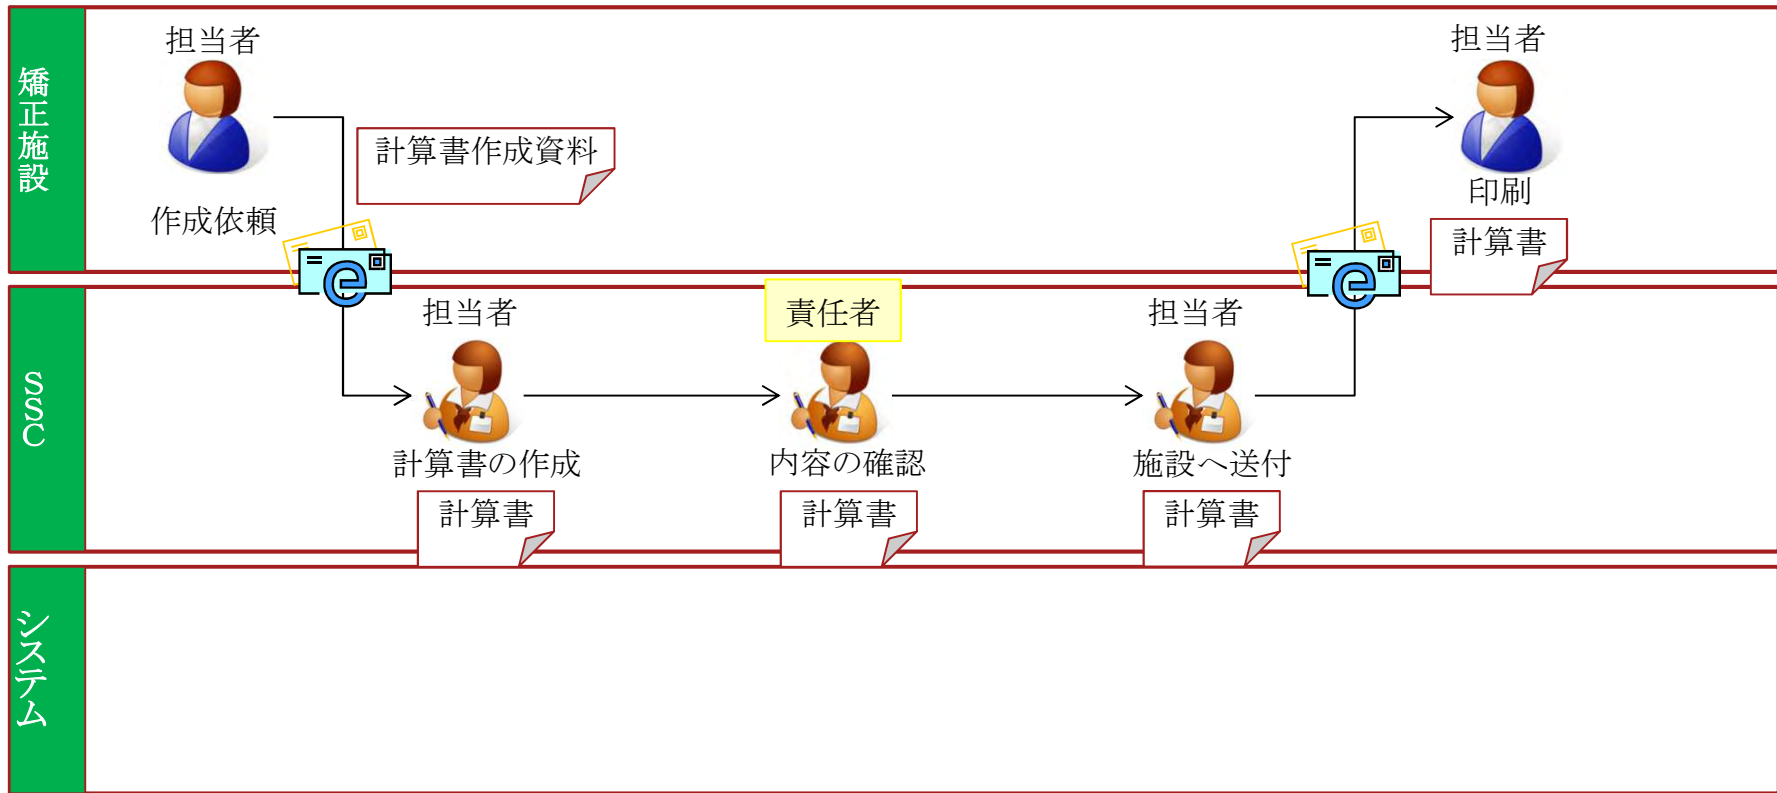 矯正施設
担当者
作成依頼
計算書作成資料
担当者
印刷
計算書
SSC
担当者
計算書の作成
計算書
責任者
内容の確認
計算書
担当者
施設へ送付
計算書
システム